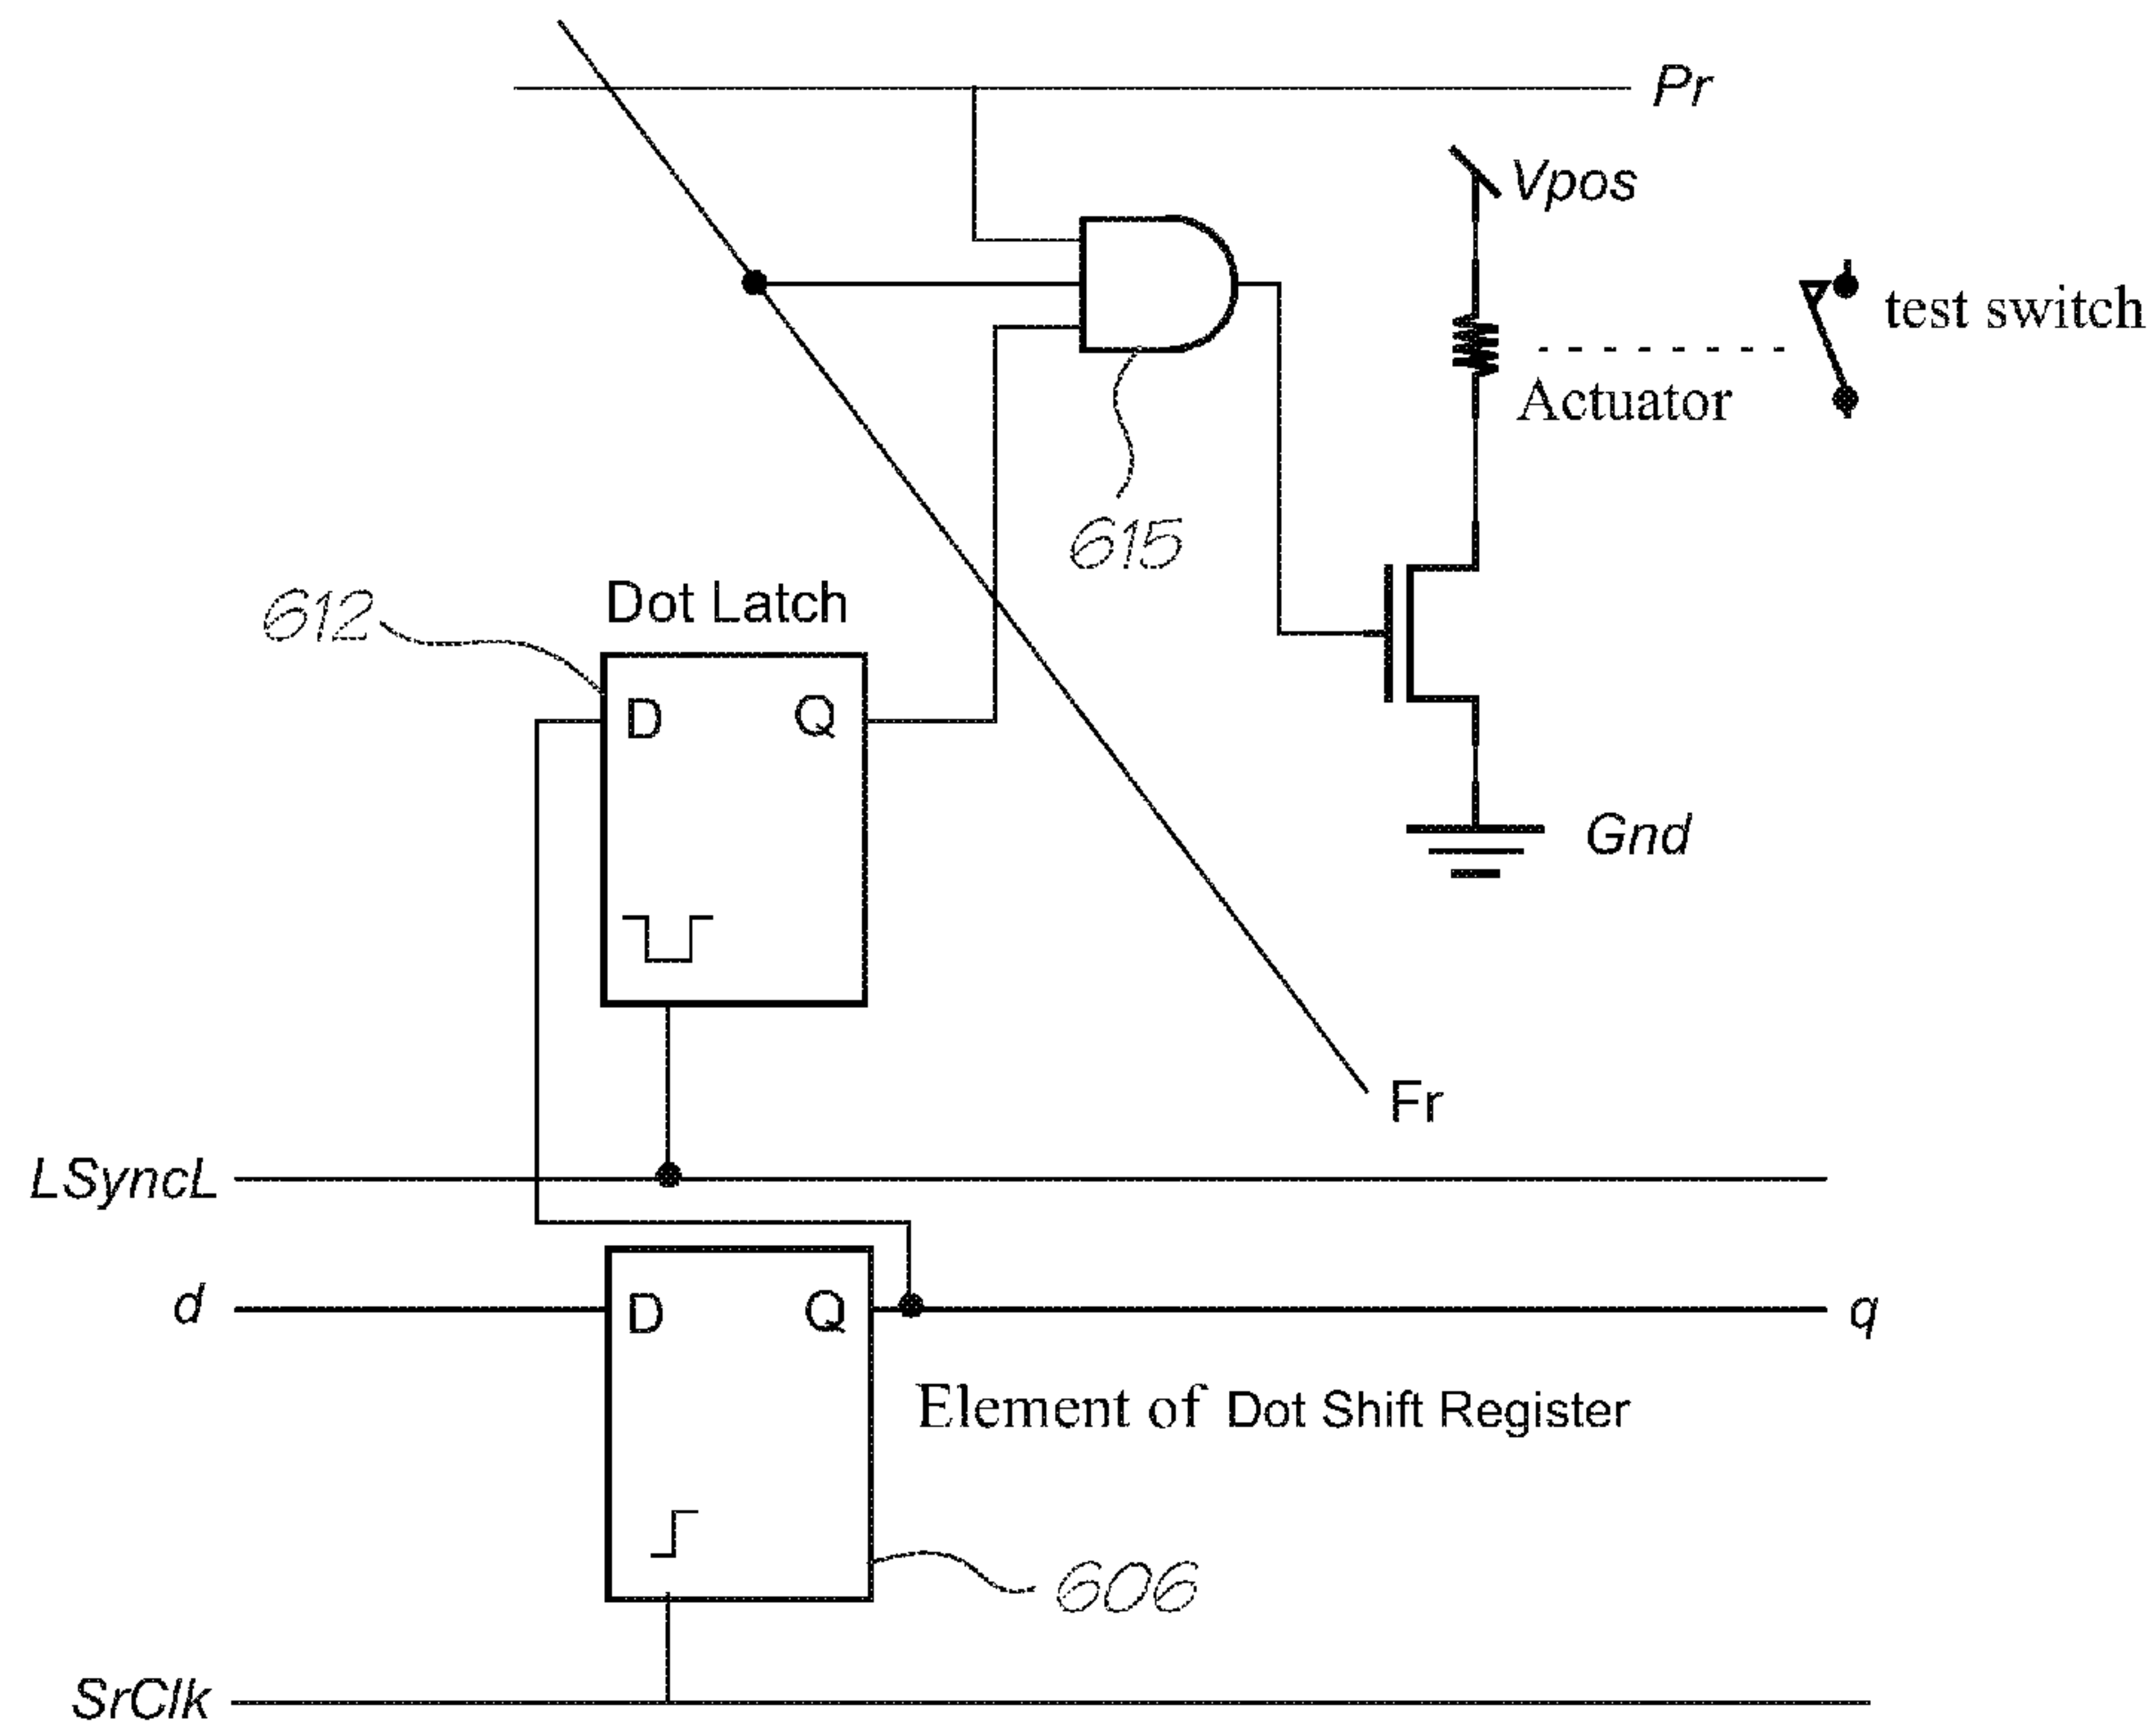 Pr
Vpos
test switch
Actuator
615
612
Dot Latch
D Q
Gnd
Fr
LSyncL
d D Q q
Element of Dot Shift Register
606
SrClk